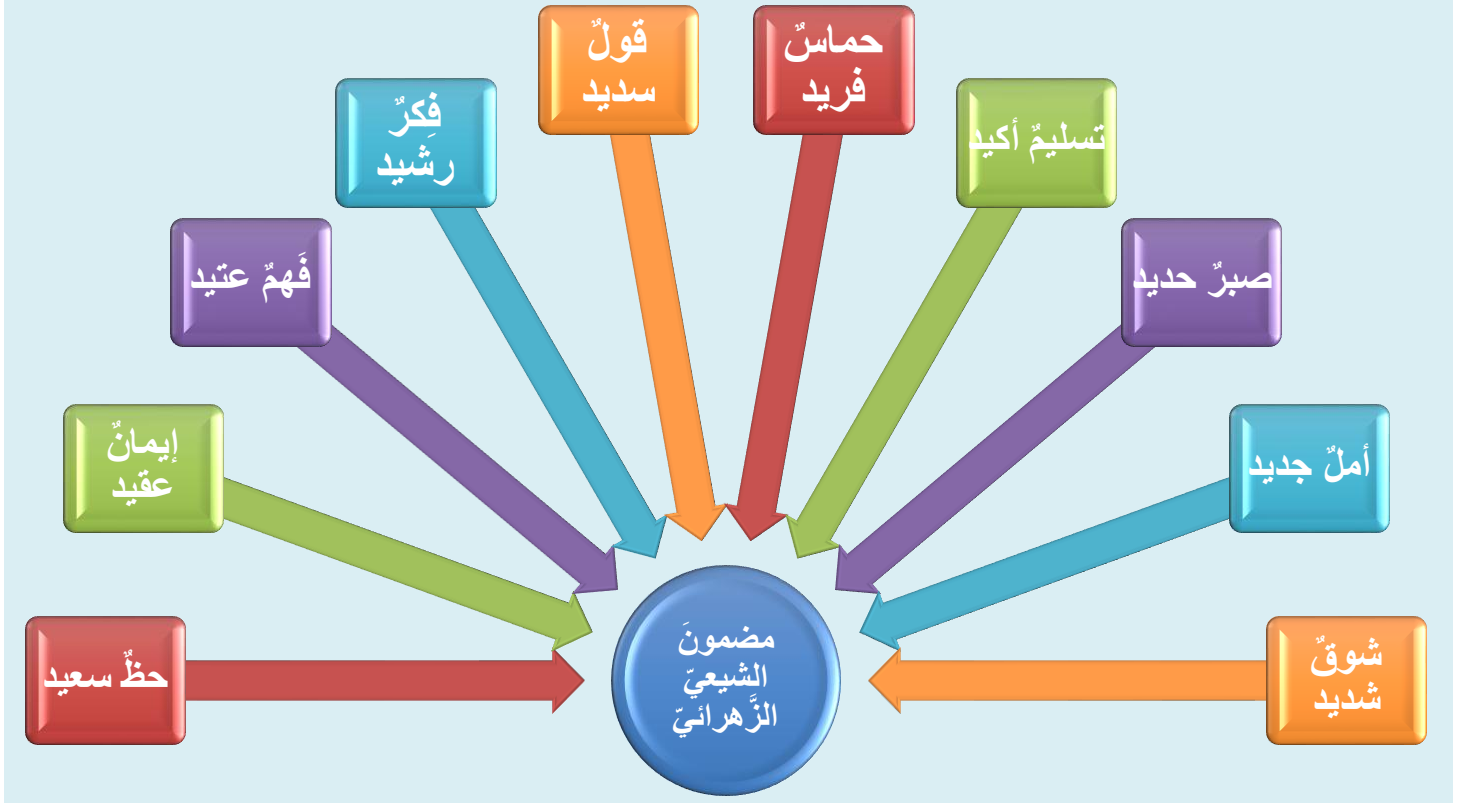 قولٌ
سديد
حماسٌ
فريد
فِكرٌ
رشيد
تسليمٌ أكيد
فَهمٌ عتيد
صبرٌ حديد
إيمانٌ
عقيد
أملٌ جديد
حظٌ سعيد
مضمونَ
الشيعيّ
الزَّهرائيّ
شوقٌ
شديد